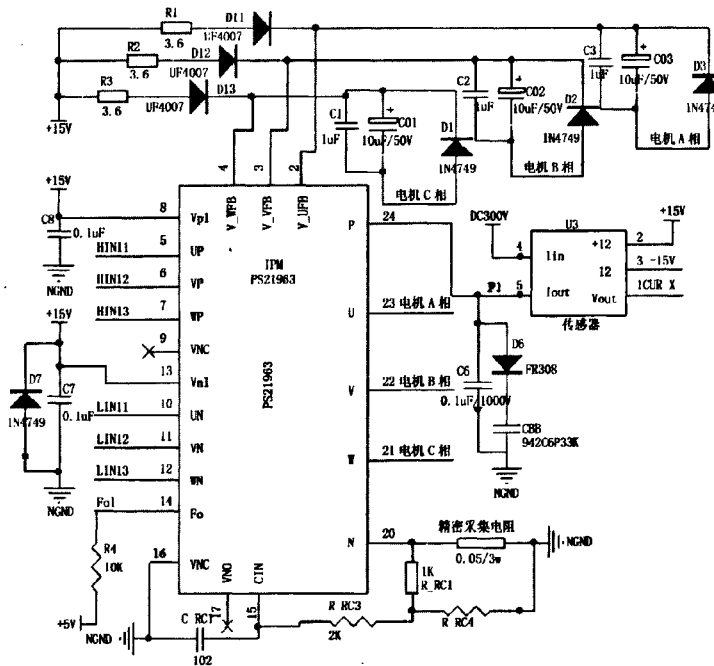 R1
3.6
D11
UF4007
R2
3.6
D12
UF4007
R3
3.6
UF4007
D13
+15V
C1
1uF
C01
10uF/50V
D1
1N4749
电机 C 相
C2
1uF
C02
10uF/50V
D2
1N4749
电机 B 相
C3
1uF
C03
10uF/50V
D3
1N4749
电机 A 相
4
3
2
V_WFB
V_VFB
V_UFB
+15V
C8
0.1uF
NGND
8
Vp1
HIN11
5
UP
HIN12
6
VP
HIN13
7
WP
9
VNC
+15V
D7
1N4749
C7
0.1uF
NGND
13
Vn1
LIN11
10
UN
LIN12
11
VN
LIN13
12
WN
Fo1
14
Fo
R4
10K
+5V
16
VNC
NGND
C RC1
102
17
VNO
15
CIN
IPM
PS21963
PS21963
P
24
U
23 电机 A 相
V
22 电机 B 相
W
21 电机 C 相
N
20
DC300V
U3
4
Iin
+12
2
+15V
12
3 -15V
P1
5
Iout
Vout
1CUR X
传感器
D6
FR308
C6
0.1uF/1000V
CBB
942C6P33K
NGND
精密采集电阻
0.05/3w
NGND
1K
R_RC1
R RC3
2K
R RC4